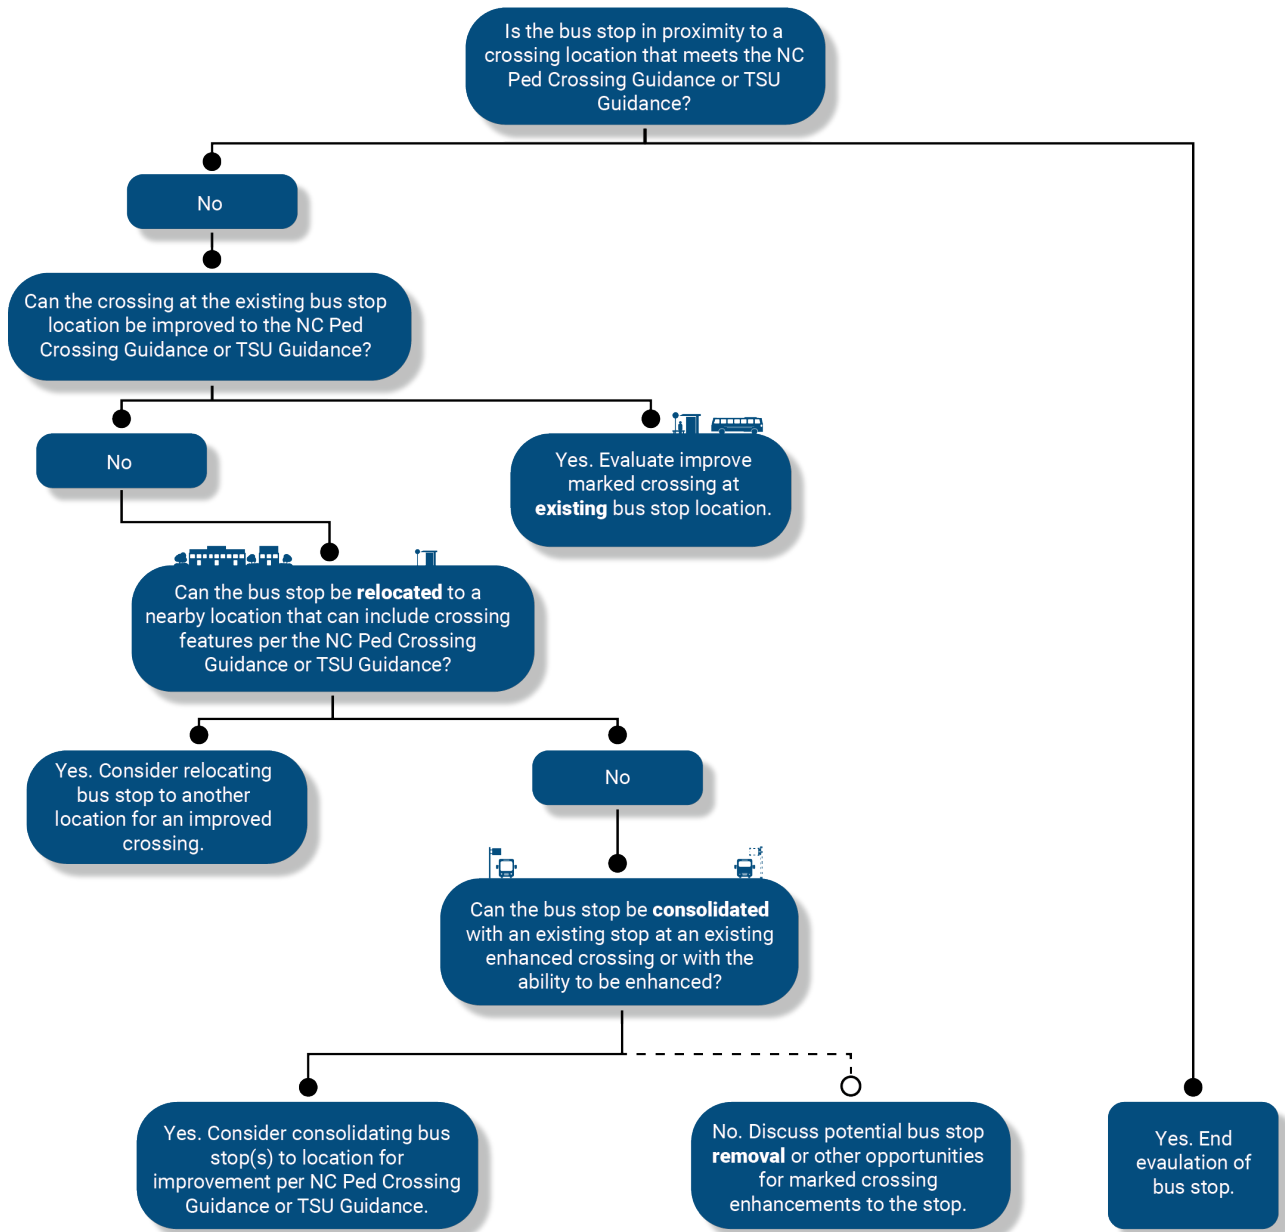 Is the bus stop in proximity to a
crossing location that meets the NC
Ped Crossing Guidance or TSU
Guidance?
No
Can the crossing at the existing bus stop
location be improved to the NC Ped
Crossing Guidance or TSU Guidance?
No
Yes. Evaluate improve
marked crossing at
existing bus stop location.
Can the bus stop be relocated to a
nearby location that can include crossing
features per the NC Ped Crossing
Guidance or TSU Guidance?
Yes. Consider relocating
bus stop to another
location for an improved
crossing.
No
Can the bus stop be consolidated
with an existing stop at an existing
enhanced crossing or with the
ability to be enhanced?
Yes. Consider consolidating bus
stop(s) to location for
improvement per NC Ped Crossing
Guidance or TSU Guidance.
No. Discuss potential bus stop
removal or other opportunities
for marked crossing
enhancements to the stop.
Yes. End
evaulation of
bus stop.